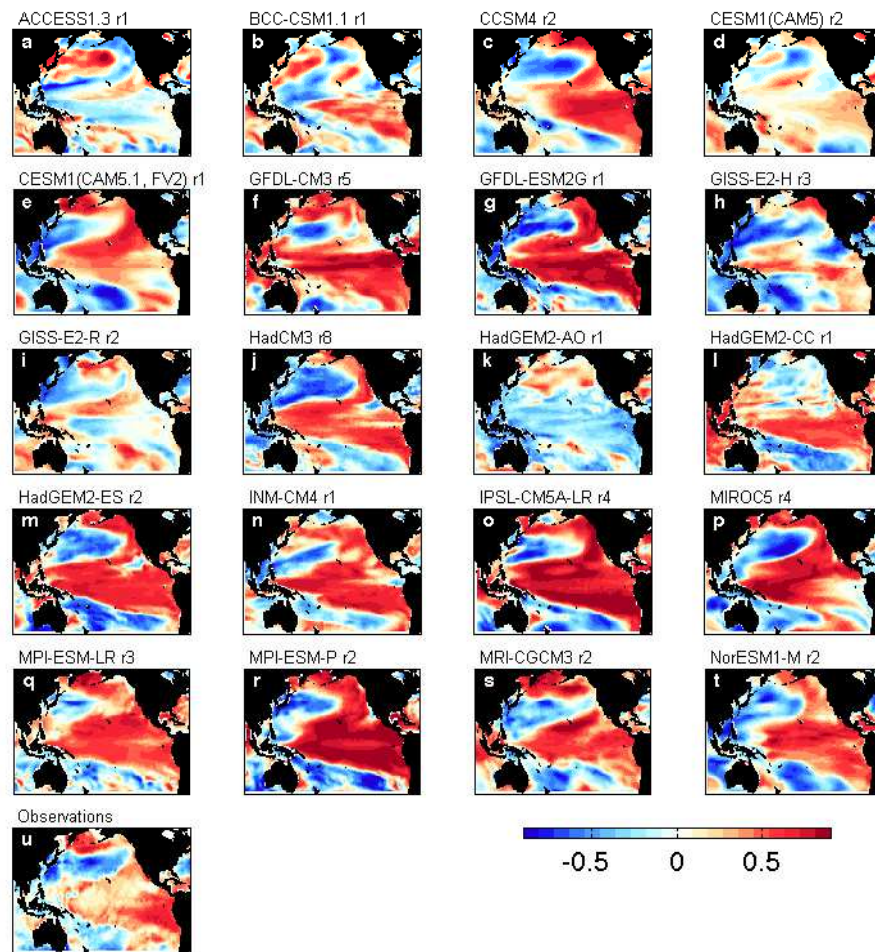 ACCESS1.3 r1 BCC-CSM1.1 r1 CCSM4 r2 CESM1(CAM5) r2
a b c d
CESM1(CAM5.1, FV2) r1 GFDL-CM3 r5 GFDL-ESM2G r1 GISS-E2-H r3
e f g h
GISS-E2-R r2 HadCM3 r8 HadGEM2-AO r1 HadGEM2-CC r1
i j k l
HadGEM2-ES r2 INM-CM4 r1 IPSL-CM5A-LR r4 MIROC5 r4
m n o p
MPI-ESM-LR r3 MPI-ESM-P r2 MRI-CGCM3 r2 NorESM1-M r2
q r s t
Observations
u
-0.5 0 0.5